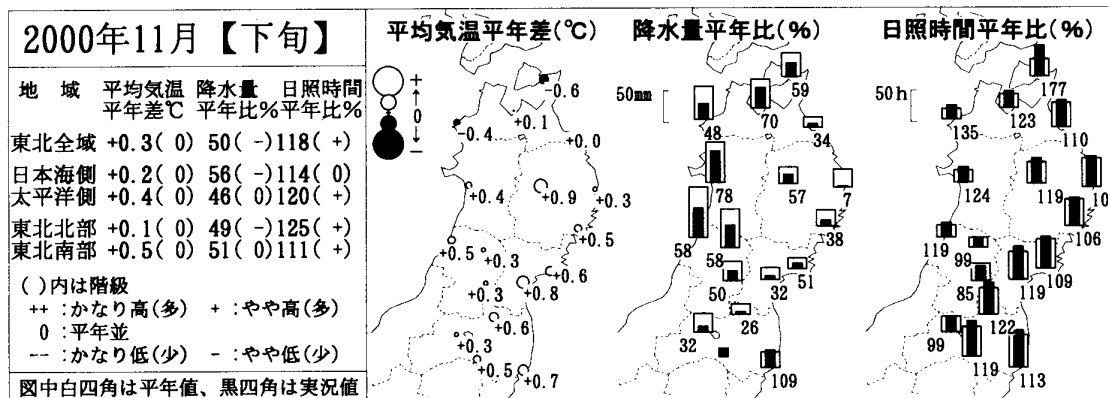 2000年11月【下旬】
地 域 平均気温 降水量 日照時間
平年差℃ 平年比% 平年比%
東北全域 +0.3( 0) 50( -) 118( +)
日本海側 +0.2( 0) 56( -) 114( 0)
太平洋側 +0.4( 0) 46( 0) 120( +)
東北北部 +0.1( 0) 49( -) 125( +)
東北南部 +0.5( 0) 51( 0) 111( +)
( )内は階級
++ :かなり高(多) + :やや高(多)
0 :平年並
-- :かなり低(少) - :やや低(少)
図中白四角は平年値、黒四角は実況値
平均気温平年差(℃)
+
0
-
-0.6
+0.1
-0.4
+0.0
+0.4
+0.9
+0.3
+0.5
+0.5
+0.3
+0.6
+0.8
+0.3
+0.6
+0.3
+0.5
+0.7
降水量平年比(%)
50mm
59
48
70
34
78
57
7
38
58
58
51
50
32
26
32
109
日照時間平年比(%)
50h
177
123
135
110
124
119
10
106
119
99
109
119
85
122
99
119
113